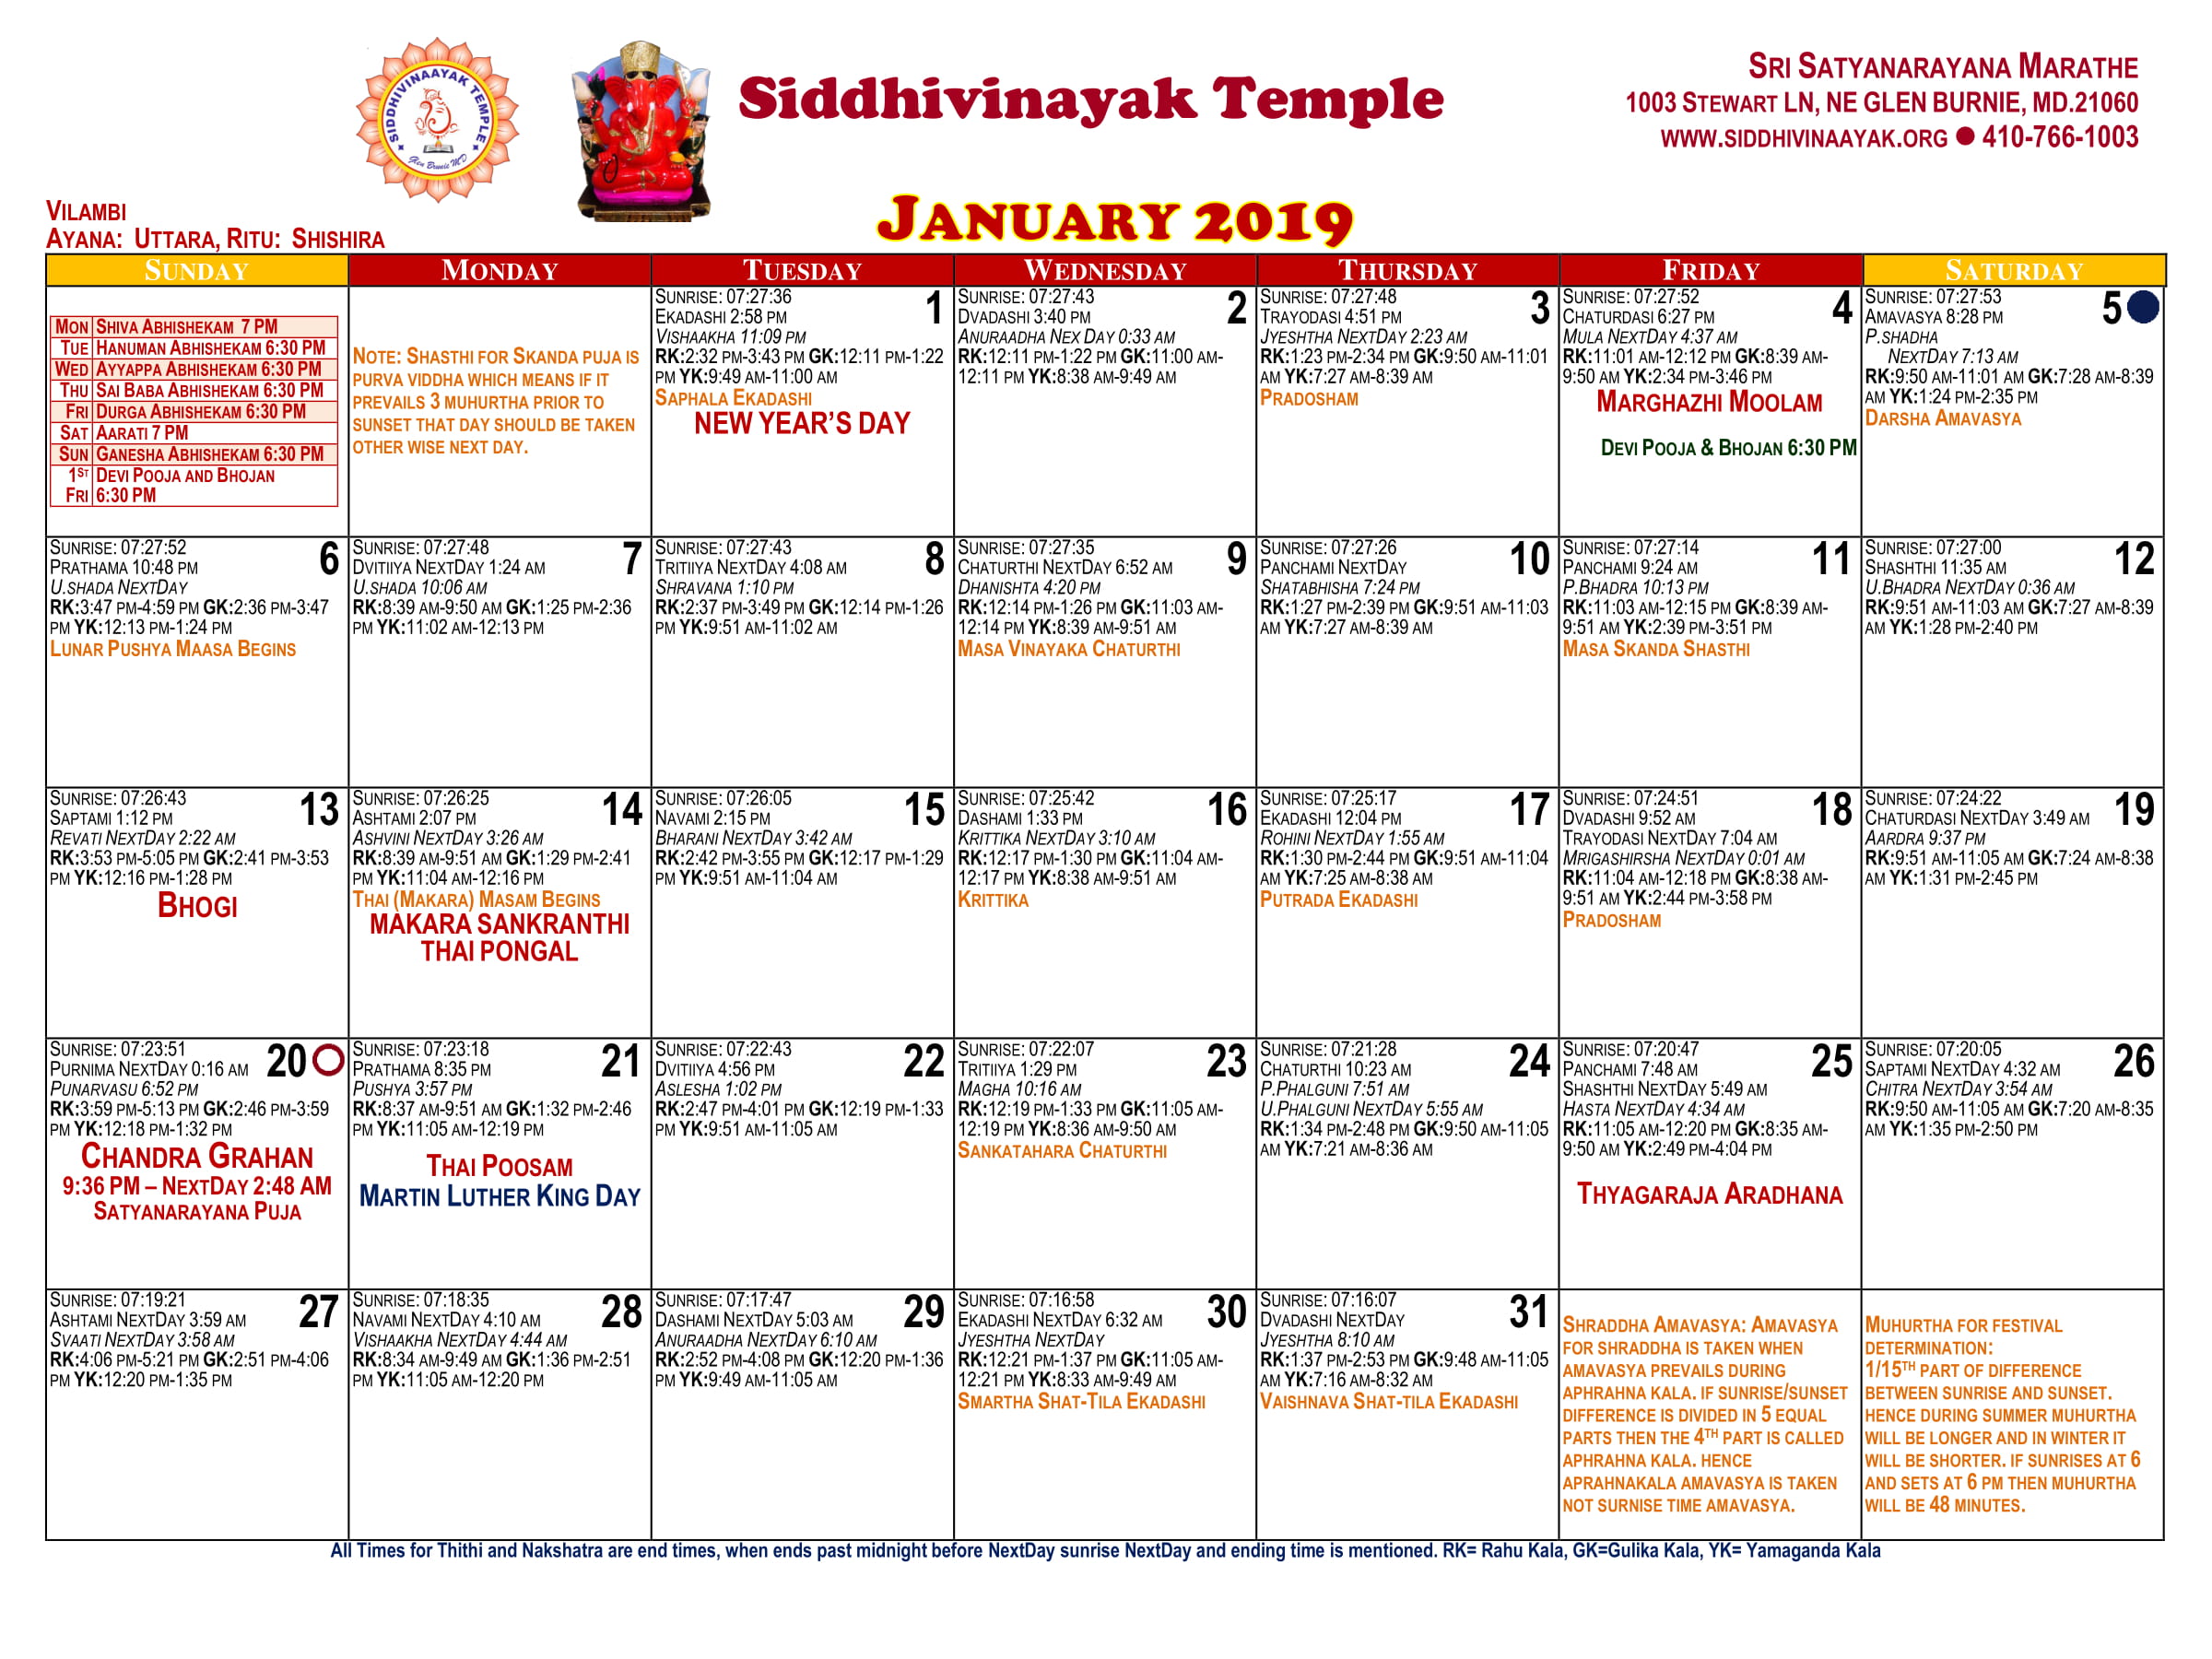 SIDDHIVINAAYAK TEMPLE
Glen Burnie MD
Siddhivinayak Temple
SRI SATYANARAYANA MARATHE
1003 STEWART LN, NE GLEN BURNIE, MD.21060
WWW.SIDDHIVINAAYAK.ORG ● 410-766-1003
VILAMBI
AYANA: UTTARA, RITU: SHISHIRA
JANUARY 2019
SUNDAY MONDAY TUESDAY WEDNESDAY THURSDAY FRIDAY SATURDAY
MON SHIVA ABHISHEKAM 7 PM
TUE HANUMAN ABHISHEKAM 6:30 PM
WED AYYAPPA ABHISHEKAM 6:30 PM
THU SAI BABA ABHISHEKAM 6:30 PM
FRI DURGA ABHISHEKAM 6:30 PM
SAT AARATI 7 PM
SUN GANESHA ABHISHEKAM 6:30 PM
1ST DEVI POOJA AND BHOJAN
FRI 6:30 PM
NOTE: SHASTHI FOR SKANDA PUJA IS
PURVA VIDDHA WHICH MEANS IF IT
PREVAILS 3 MUHURTHA PRIOR TO
SUNSET THAT DAY SHOULD BE TAKEN
OTHER WISE NEXT DAY.
SUNRISE: 07:27:36 1
EKADASHI 2:58 PM
VISHAAKHA 11:09 PM
RK:2:32 PM-3:43 PM GK:12:11 PM-1:22
PM YK:9:49 AM-11:00 AM
SAPHALA EKADASHI
NEW YEAR'S DAY
SUNRISE: 07:27:43 2
DVADASHI 3:40 PM
ANURAADHA NEX DAY 0:33 AM
RK:12:11 PM-1:22 PM GK:11:00 AM-
12:11 PM YK:8:38 AM-9:49 AM
SUNRISE: 07:27:48 3
TRAYODASI 4:51 PM
JYESHTHA NEXTDAY 2:23 AM
RK:1:23 PM-2:34 PM GK:9:50 AM-11:01
AM YK:7:27 AM-8:39 AM
PRADOSHAM
SUNRISE: 07:27:52 4
CHATURDASI 6:27 PM
MULA NEXTDAY 4:37 AM
RK:11:01 AM-12:12 PM GK:8:39 AM-
9:50 AM YK:2:34 PM-3:46 PM
MARGHAZHI MOOLAM
DEVI POOJA & BHOJAN 6:30 PM
SUNRISE: 07:27:53 5
AMAVASYA 8:28 PM
P.SHADHA
NEXTDAY 7:13 AM
RK:9:50 AM-11:01 AM GK:7:28 AM-8:39
AM YK:1:24 PM-2:35 PM
DARSHA AMAVASYA
SUNRISE: 07:27:52 6
PRATHAMA 10:48 PM
U.SHADA NEXTDAY
RK:3:47 PM-4:59 PM GK:2:36 PM-3:47
PM YK:12:13 PM-1:24 PM
LUNAR PUSHYA MAASA BEGINS
SUNRISE: 07:27:48 7
DVITIIYA NEXTDAY 1:24 AM
U.SHADA 10:06 AM
RK:8:39 AM-9:50 AM GK:1:25 PM-2:36
PM YK:11:02 AM-12:13 PM
SUNRISE: 07:27:43 8
TRITIIYA NEXTDAY 4:08 AM
SHRAVANA 1:10 PM
RK:2:37 PM-3:49 PM GK:12:14 PM-1:26
PM YK:9:51 AM-11:02 AM
SUNRISE: 07:27:35 9
CHATURTHI NEXTDAY 6:52 AM
DHANISHTA 4:20 PM
RK:12:14 PM-1:26 PM GK:11:03 AM-
12:14 PM YK:8:39 AM-9:51 AM
MASA VINAYAKA CHATURTHI
SUNRISE: 07:27:26 10
PANCHAMI NEXTDAY
SHATABHISHA 7:24 PM
RK:1:27 PM-2:39 PM GK:9:51 AM-11:03
AM YK:7:27 AM-8:39 AM
SUNRISE: 07:27:14 11
PANCHAMI 9:24 AM
P.BHADRA 10:13 PM
RK:11:03 AM-12:15 PM GK:8:39 AM-
9:51 AM YK:2:39 PM-3:51 PM
MASA SKANDA SHASTHI
SUNRISE: 07:27:00 12
SHASHTHI 11:35 AM
U.BHADRA NEXTDAY 0:36 AM
RK:9:51 AM-11:03 AM GK:7:27 AM-8:39
AM YK:1:28 PM-2:40 PM
SUNRISE: 07:26:43 13
SAPTAMI 1:12 PM
REVATI NEXTDAY 2:22 AM
RK:3:53 PM-5:05 PM GK:2:41 PM-3:53
PM YK:12:16 PM-1:28 PM
BHOGI
SUNRISE: 07:26:25 14
ASHTAMI 2:07 PM
ASHVINI NEXTDAY 3:26 AM
RK:8:39 AM-9:51 AM GK:1:29 PM-2:41
PM YK:11:04 AM-12:16 PM
THAI (MAKARA) MASAM BEGINS
MAKARA SANKRANTHI
THAI PONGAL
SUNRISE: 07:26:05 15
NAVAMI 2:15 PM
BHARANI NEXTDAY 3:42 AM
RK:2:42 PM-3:55 PM GK:12:17 PM-1:29
PM YK:9:51 AM-11:04 AM
SUNRISE: 07:25:42 16
DASHAMI 1:33 PM
KRITTIKA NEXTDAY 3:10 AM
RK:12:17 PM-1:30 PM GK:11:04 AM-
12:17 PM YK:8:38 AM-9:51 AM
KRITTIKA
SUNRISE: 07:25:17 17
EKADASHI 12:04 PM
ROHINI NEXTDAY 1:55 AM
RK:1:30 PM-2:44 PM GK:9:51 AM-11:04
AM YK:7:25 AM-8:38 AM
PUTRADA EKADASHI
SUNRISE: 07:24:51 18
DVADASHI 9:52 AM
TRAYODASI NEXTDAY 7:04 AM
MRIGASHIRSHA NEXTDAY 0:01 AM
RK:11:04 AM-12:18 PM GK:8:38 AM-
9:51 AM YK:2:44 PM-3:58 PM
PRADOSHAM
SUNRISE: 07:24:22 19
CHATURDASI NEXTDAY 3:49 AM
AARDRA 9:37 PM
RK:9:51 AM-11:05 AM GK:7:24 AM-8:38
AM YK:1:31 PM-2:45 PM
SUNRISE: 07:23:51 20
PURNIMA NEXTDAY 0:16 AM
PUNARVASU 6:52 PM
RK:3:59 PM-5:13 PM GK:2:46 PM-3:59
PM YK:12:18 PM-1:32 PM
CHANDRA GRAHAN
9:36 PM – NEXTDAY 2:48 AM
SATYANARAYANA PUJA
SUNRISE: 07:23:18 21
PRATHAMA 8:35 PM
PUSHYA 3:57 PM
RK:8:37 AM-9:51 AM GK:1:32 PM-2:46
PM YK:11:05 AM-12:19 PM
THAI POOSAM
MARTIN LUTHER KING DAY
SUNRISE: 07:22:43 22
DVITIIYA 4:56 PM
ASLESHA 1:02 PM
RK:2:47 PM-4:01 PM GK:12:19 PM-1:33
PM YK:9:51 AM-11:05 AM
SUNRISE: 07:22:07 23
TRITIIYA 1:29 PM
MAGHA 10:16 AM
RK:12:19 PM-1:33 PM GK:11:05 AM-
12:19 PM YK:8:36 AM-9:50 AM
SANKATAHARA CHATURTHI
SUNRISE: 07:21:28 24
CHATURTHI 10:23 AM
P.PHALGUNI 7:51 AM
U.PHALGUNI NEXTDAY 5:55 AM
RK:1:34 PM-2:48 PM GK:9:50 AM-11:05
AM YK:7:21 AM-8:36 AM
SUNRISE: 07:20:47 25
PANCHAMI 7:48 AM
SHASHTHI NEXTDAY 5:49 AM
HASTA NEXTDAY 4:34 AM
RK:11:05 AM-12:20 PM GK:8:35 AM-
9:50 AM YK:2:49 PM-4:04 PM
THYAGARAJA ARADHANA
SUNRISE: 07:20:05 26
SAPTAMI NEXTDAY 4:32 AM
CHITRA NEXTDAY 3:54 AM
RK:9:50 AM-11:05 AM GK:7:20 AM-8:35
AM YK:1:35 PM-2:50 PM
SUNRISE: 07:19:21 27
ASHTAMI NEXTDAY 3:59 AM
SVAATI NEXTDAY 3:58 AM
RK:4:06 PM-5:21 PM GK:2:51 PM-4:06
PM YK:12:20 PM-1:35 PM
SUNRISE: 07:18:35 28
NAVAMI NEXTDAY 4:10 AM
VISHAAKHA NEXTDAY 4:44 AM
RK:8:34 AM-9:49 AM GK:1:36 PM-2:51
PM YK:11:05 AM-12:20 PM
SUNRISE: 07:17:47 29
DASHAMI NEXTDAY 5:03 AM
ANURAADHA NEXTDAY 6:10 AM
RK:2:52 PM-4:08 PM GK:12:20 PM-1:36
PM YK:9:49 AM-11:05 AM
SUNRISE: 07:16:58 30
EKADASHI NEXTDAY 6:32 AM
JYESHTHA NEXTDAY
RK:12:21 PM-1:37 PM GK:11:05 AM-
12:21 PM YK:8:33 AM-9:49 AM
SMARTHA SHAT-TILA EKADASHI
SUNRISE: 07:16:07 31
DVADASHI NEXTDAY
JYESHTHA 8:10 AM
RK:1:37 PM-2:53 PM GK:9:48 AM-11:05
AM YK:7:16 AM-8:32 AM
VAISHNAVA SHAT-TILA EKADASHI
SHRADDHA AMAVASYA: AMAVASYA
FOR SHRADDHA IS TAKEN WHEN
AMAVASYA PREVAILS DURING
APHRAHNA KALA. IF SUNRISE/SUNSET
DIFFERENCE IS DIVIDED IN 5 EQUAL
PARTS THEN THE 4TH PART IS CALLED
APHRAHNA KALA. HENCE
APRAHNAKALA AMAVASYA IS TAKEN
NOT SURNISE TIME AMAVASYA.
MUHURTHA FOR FESTIVAL
DETERMINATION:
1/15TH PART OF DIFFERENCE
BETWEEN SUNRISE AND SUNSET.
HENCE DURING SUMMER MUHURTHA
WILL BE LONGER AND IN WINTER IT
WILL BE SHORTER. IF SUNRISES AT 6
AND SETS AT 6 PM THEN MUHURTHA
WILL BE 48 MINUTES.
All Times for Thithi and Nakshatra are end times, when ends past midnight before NextDay sunrise NextDay and ending time is mentioned. RK= Rahu Kala, GK=Gulika Kala, YK= Yamaganda Kala